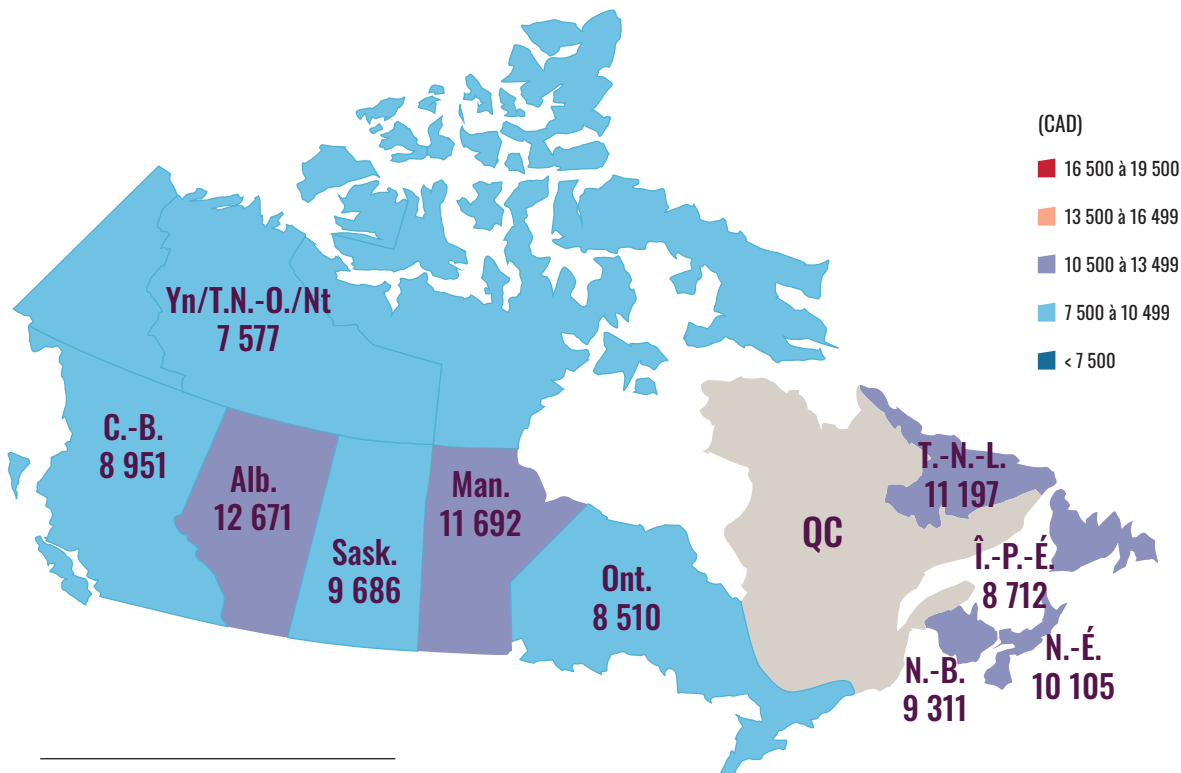 (CAD)
16 500 à 19 500
13 500 à 16 499
10 500 à 13 499
7 500 à 10 499
< 7 500
Yn/T.N.-O./Nt
7 577
C.-B.
8 951
Alb.
12 671
Sask.
9 686
Man.
11 692
Ont.
8 510
QC
T.-N.-L.
11 197
Î.-P.-É.
8 712
N.-É.
10 105
N.-B.
9 311